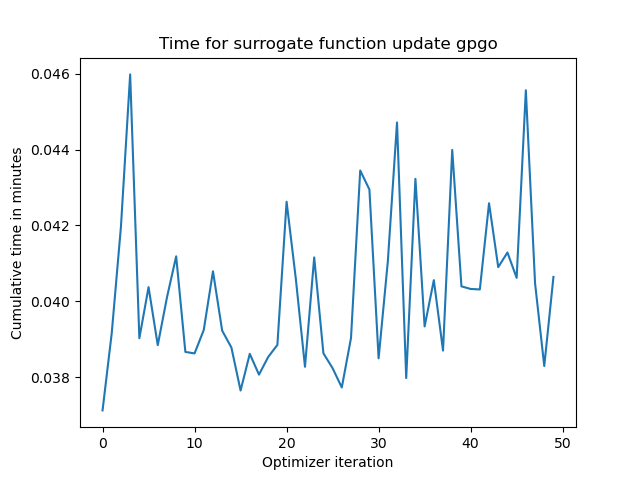 Time for surrogate function update gpgo
0.046
0.044
0.042
0.040
0.038
Cumulative time in minutes
0 10 20 30 40 50
Optimizer iteration